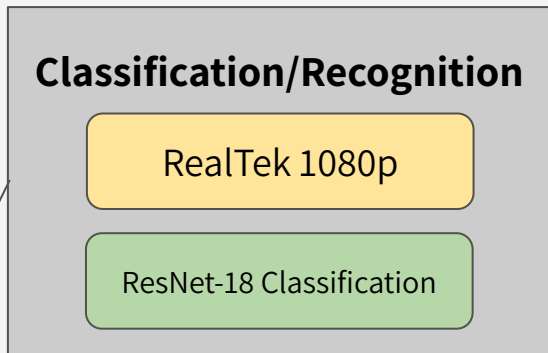 Classification/Recognition
RealTek 1080p
ResNet-18 Classification